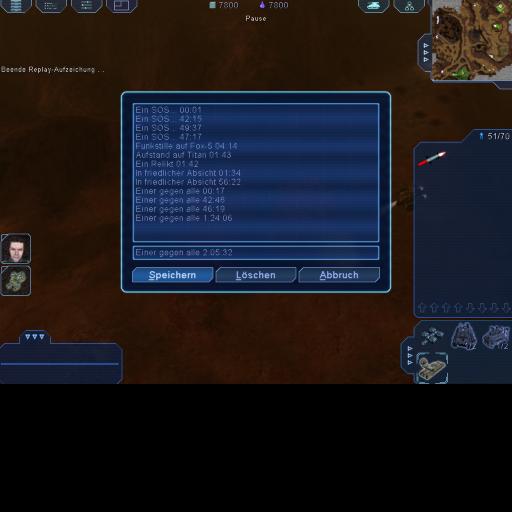 7800 7800
Pause
Beende Replay-Aufzeichung . .
51/70
Ein SOS... 00:01
Ein SOS... 42:15
Ein SOS... 49:37
Ein SOS... 47:17
Funkstille auf Fox-5 04:14
Aufstand auf Titan 01:43
Ein Relikt 01:42
In friedlicher Absicht 01:34
In friedlicher Absicht 56:22
Einer gegen alle 00:17
Einer gegen alle 42:46
Einer gegen alle 46:19
Einer gegen alle 1:24:06
Einer gegen alle 2:05:32
Speichern Löschen Abbruch